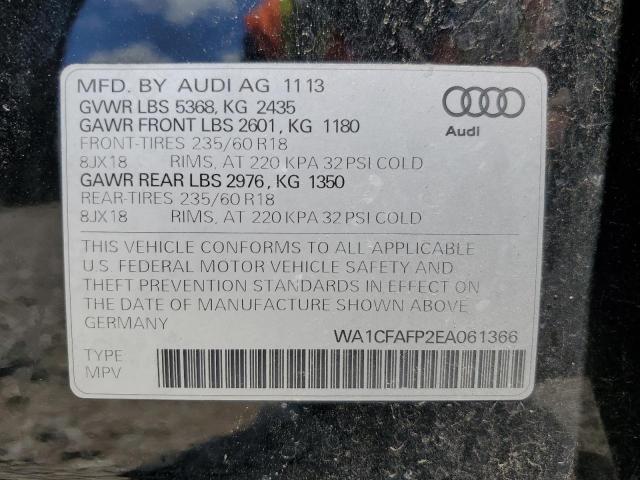 MFD. BY AUDI AG 11 13
GVWR LBS 5368, KG 2435
GAWR FRONT LBS 2601, KG 1180
FRONT-TIRES 235/60 R18
8JX18 RIMS, AT 220 KPA 32 PSI COLD
GAWR REAR LBS 2976, KG 1350
REAR-TIRES 235/60 R18
8JX18 RIMS, AT 220 KPA 32 PSI COLD
Audi
THIS VEHICLE CONFORMS TO ALL APPLICABLE
U.S. FEDERAL MOTOR VEHICLE SAFETY AND
THEFT PREVENTION STANDARDS IN EFFECT ON
THE DATE OF MANUFACTURE SHOWN ABOVE
GERMANY
WA1CFAFP2EA061366
TYPE
MPV